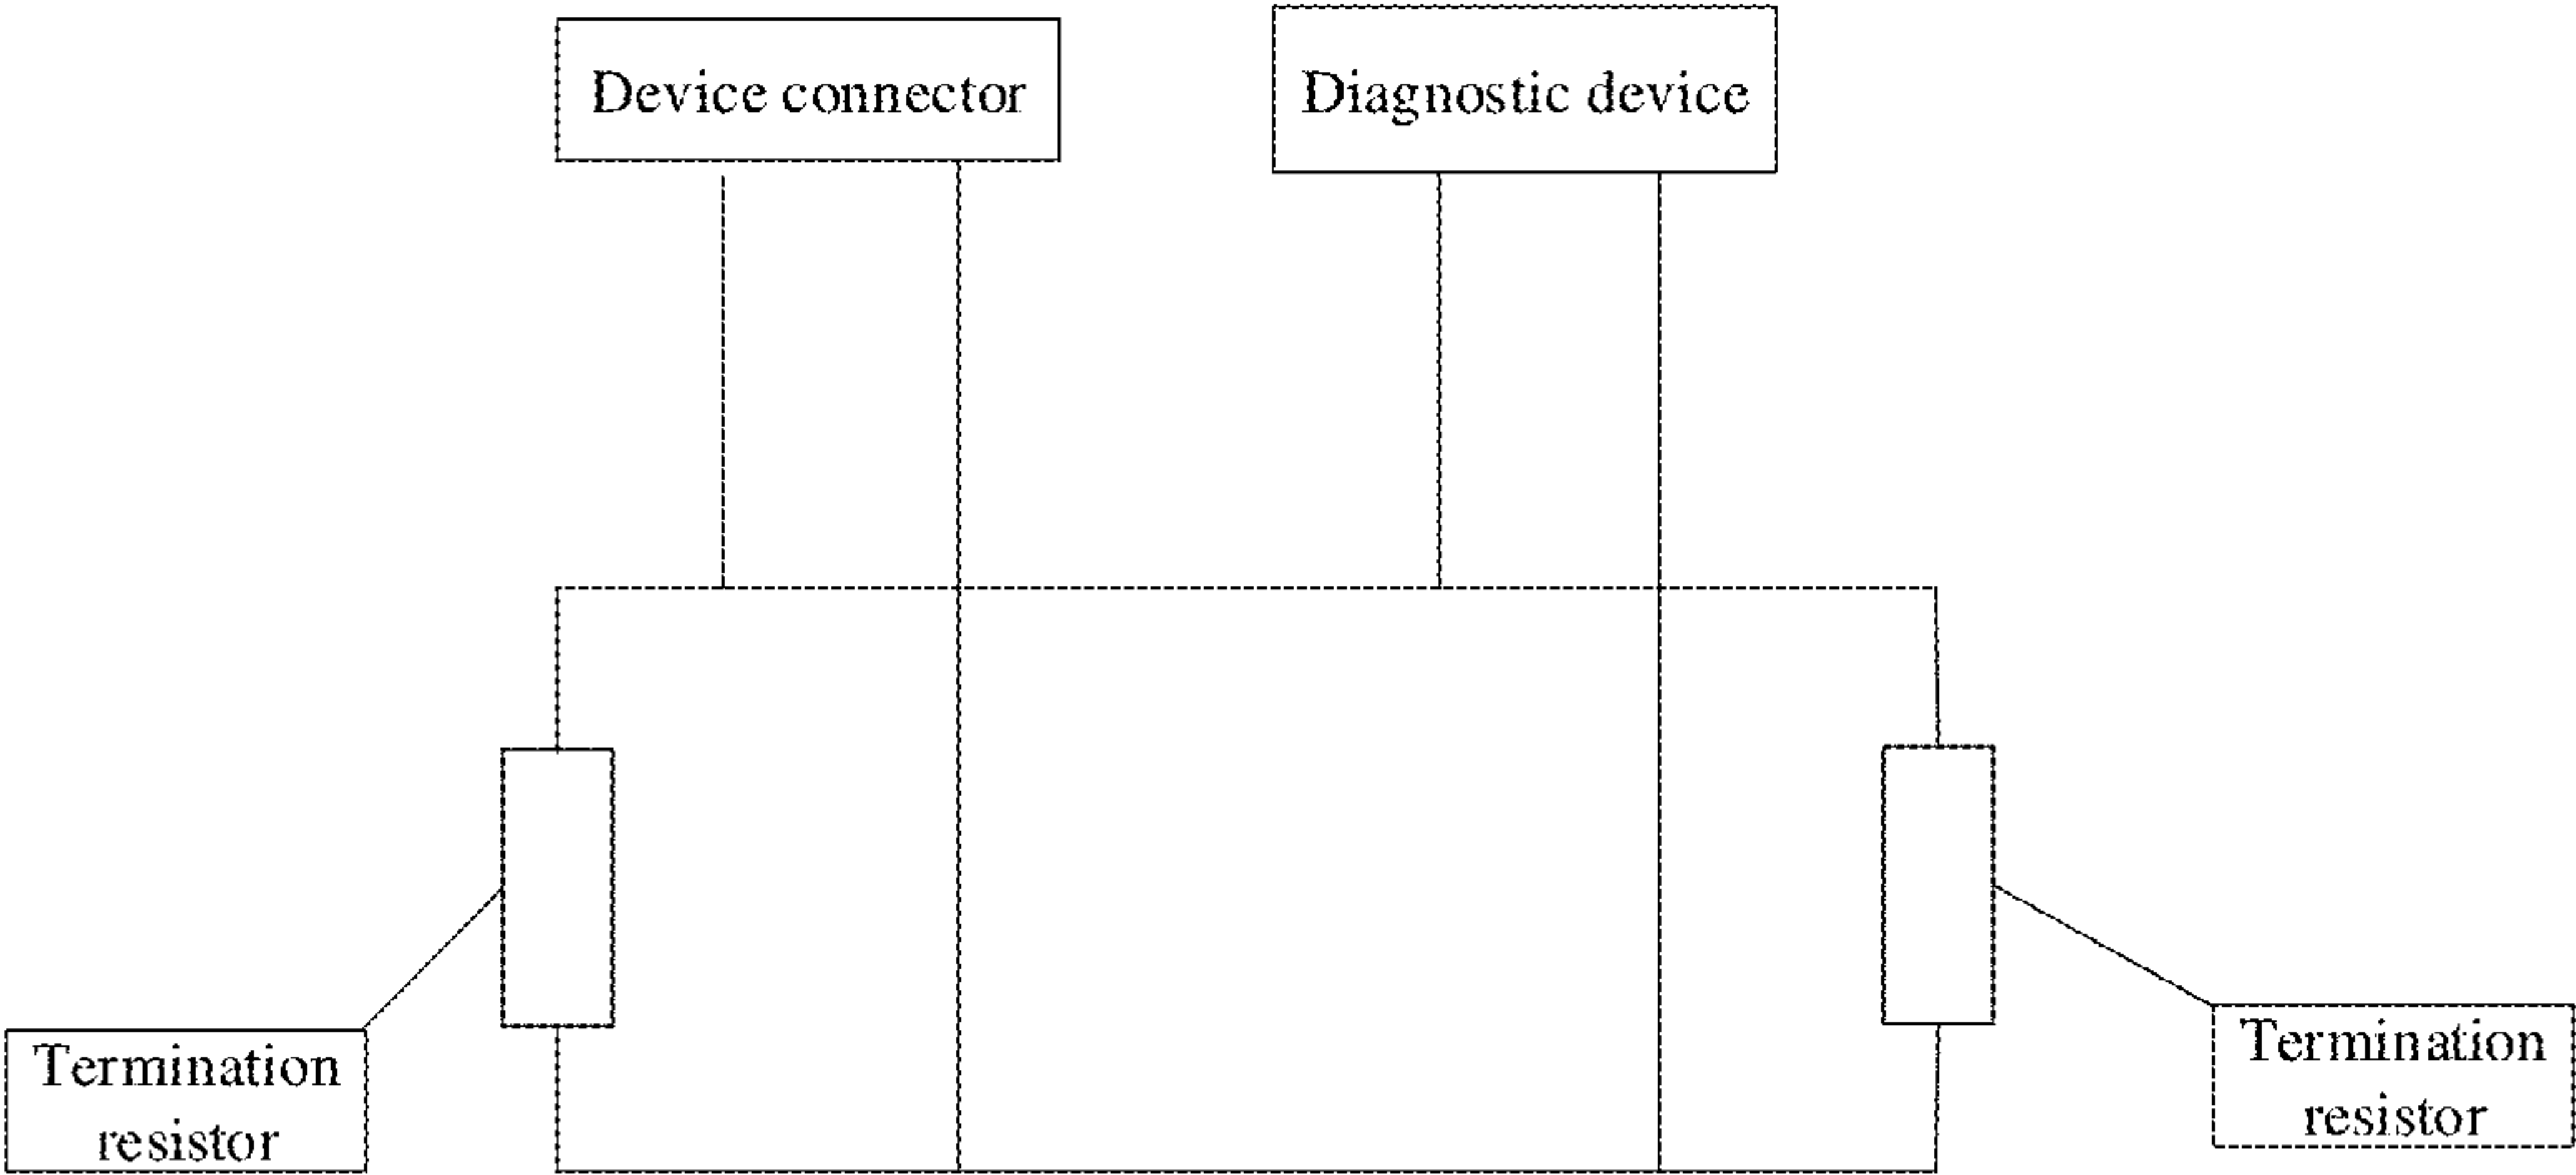 Device connector
Diagnostic device
Termination
resistor
Termination
resistor